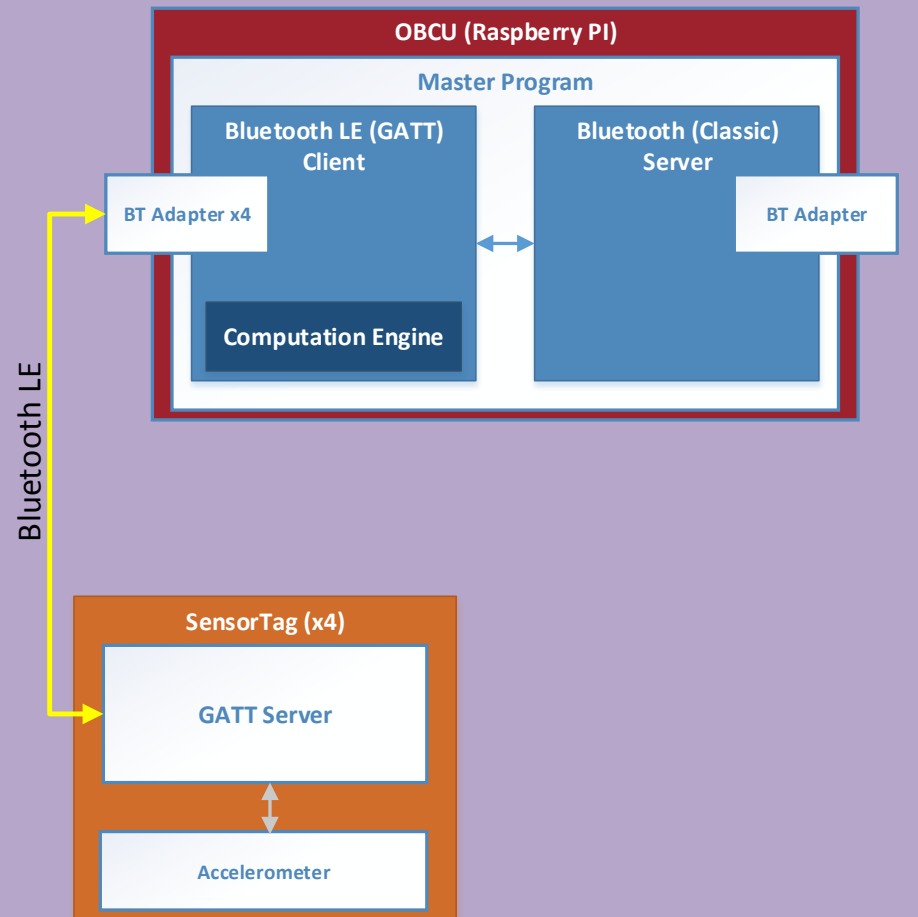 OBCU (Raspberry PI)
Master Program
Bluetooth LE (GATT)
Client
Bluetooth (Classic)
Server
BT Adapter x4
BT Adapter
Computation Engine
Bluetooth LE
SensorTag (x4)
GATT Server
Accelerometer